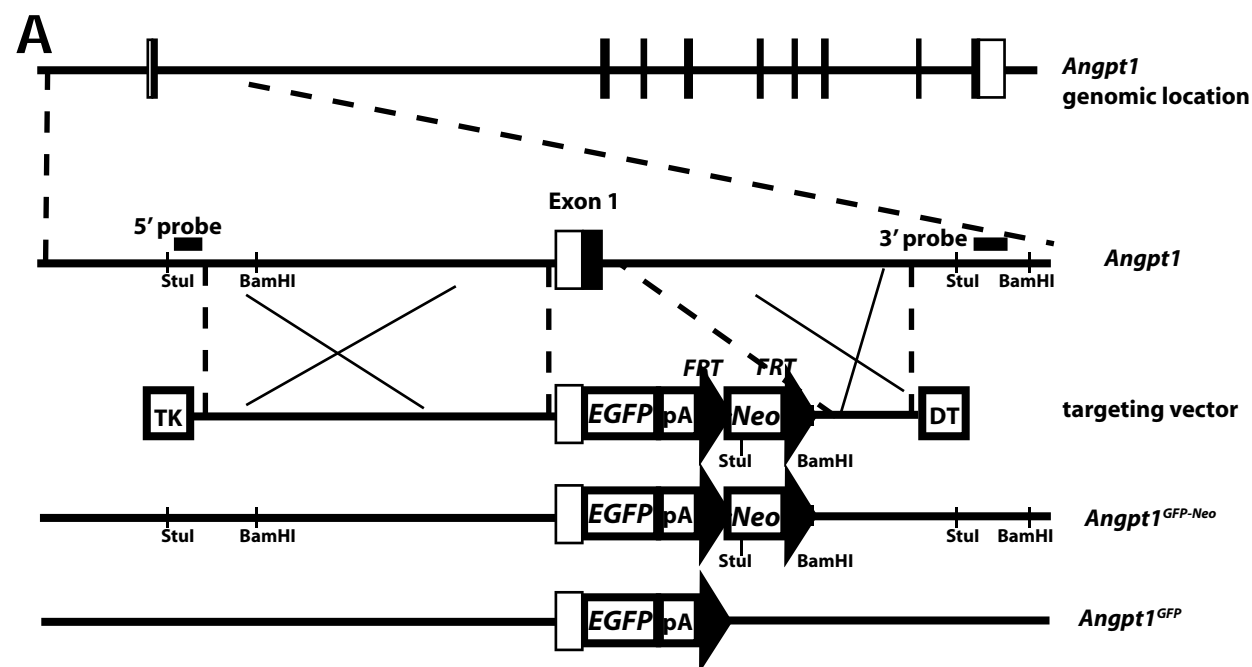 A
Angpt1
genomic location
Exon 1
5’ probe
3’ probe
Angpt1
StuI BamHI StuI BamHI
FRT FRT
TK EGFP pA Neo DT
targeting vector
StuI BamHI
EGFP pA Neo
Angpt1GFP-Neo
StuI BamHI StuI BamHI StuI BamHI
EGFP pA
Angpt1GFP